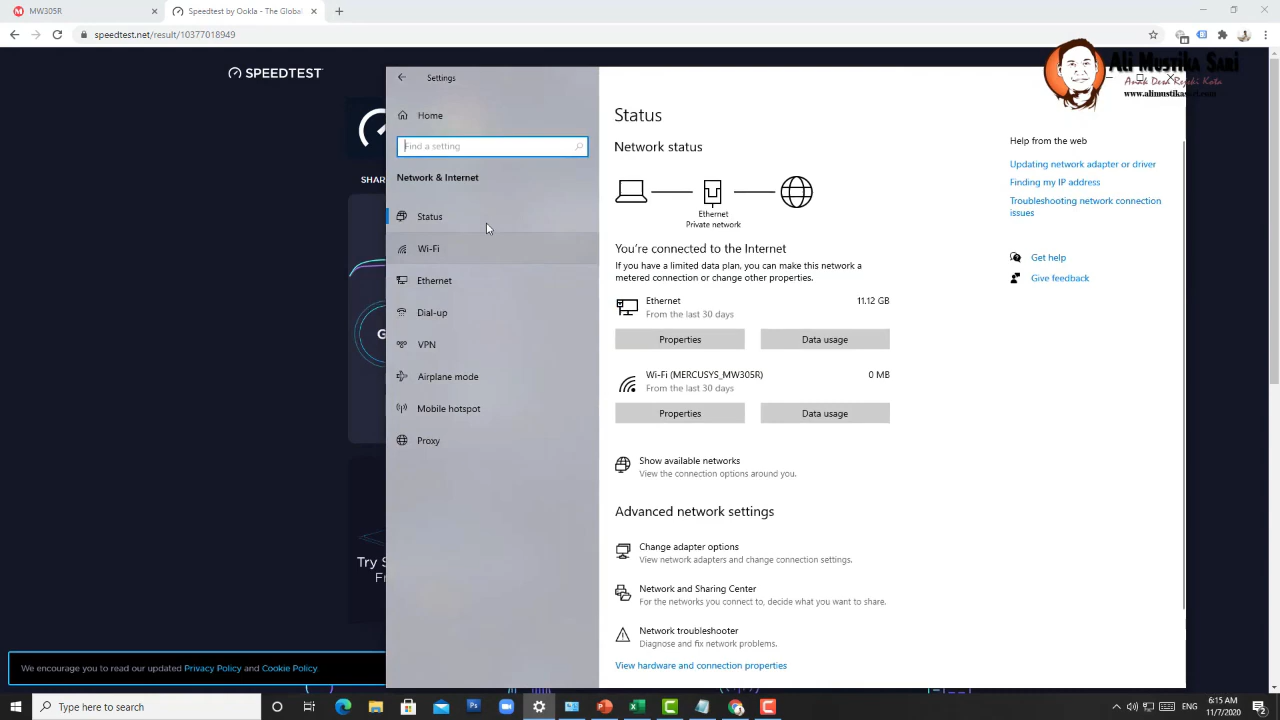 MW305R
Speedtest by Ookla - The Global
speedtest.net/result/10377018949
SPEEDTEST
Ali Mustika Sari
Anak Desa Rejeki Kota
www.alimustikasari.com
SHAR
G
Try S
Fr
We encourage you to read our updated Privacy Policy and Cookie Policy.
Settings
Home
Find a setting
Network & Internet
Status
Wi-Fi
Ethernet
Dial-up
VPN
Airplane mode
Mobile hotspot
Proxy
Status
Network status
Ethernet
Private network
You're connected to the Internet
If you have a limited data plan, you can make this network a
metered connection or change other properties.
Ethernet 11.12 GB
From the last 30 days
Properties Data usage
Wi-Fi (MERCUSYS_MW305R) 0 MB
From the last 30 days
Properties Data usage
Show available networks
View the connection options around you.
Advanced network settings
Change adapter options
View network adapters and change connection settings.
Network and Sharing Center
For the networks you connect to, decide what you want to share.
Network troubleshooter
Diagnose and fix network problems.
View hardware and connection properties
Help from the web
Updating network adapter or driver
Finding my IP address
Troubleshooting network connection
issues
Get help
Give feedback
Type here to search
6:15 AM
11/7/2020